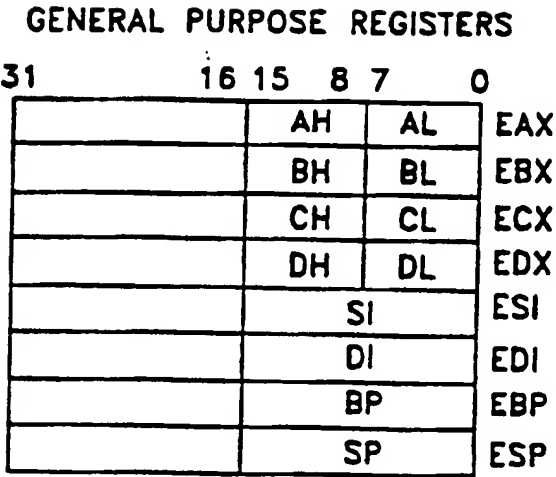 GENERAL PURPOSE REGISTERS
31 16 15 8 7 0
AH AL EAX
BH BL EBX
CH CL ECX
DH DL EDX
SI ESI
DI EDI
BP EBP
SP ESP